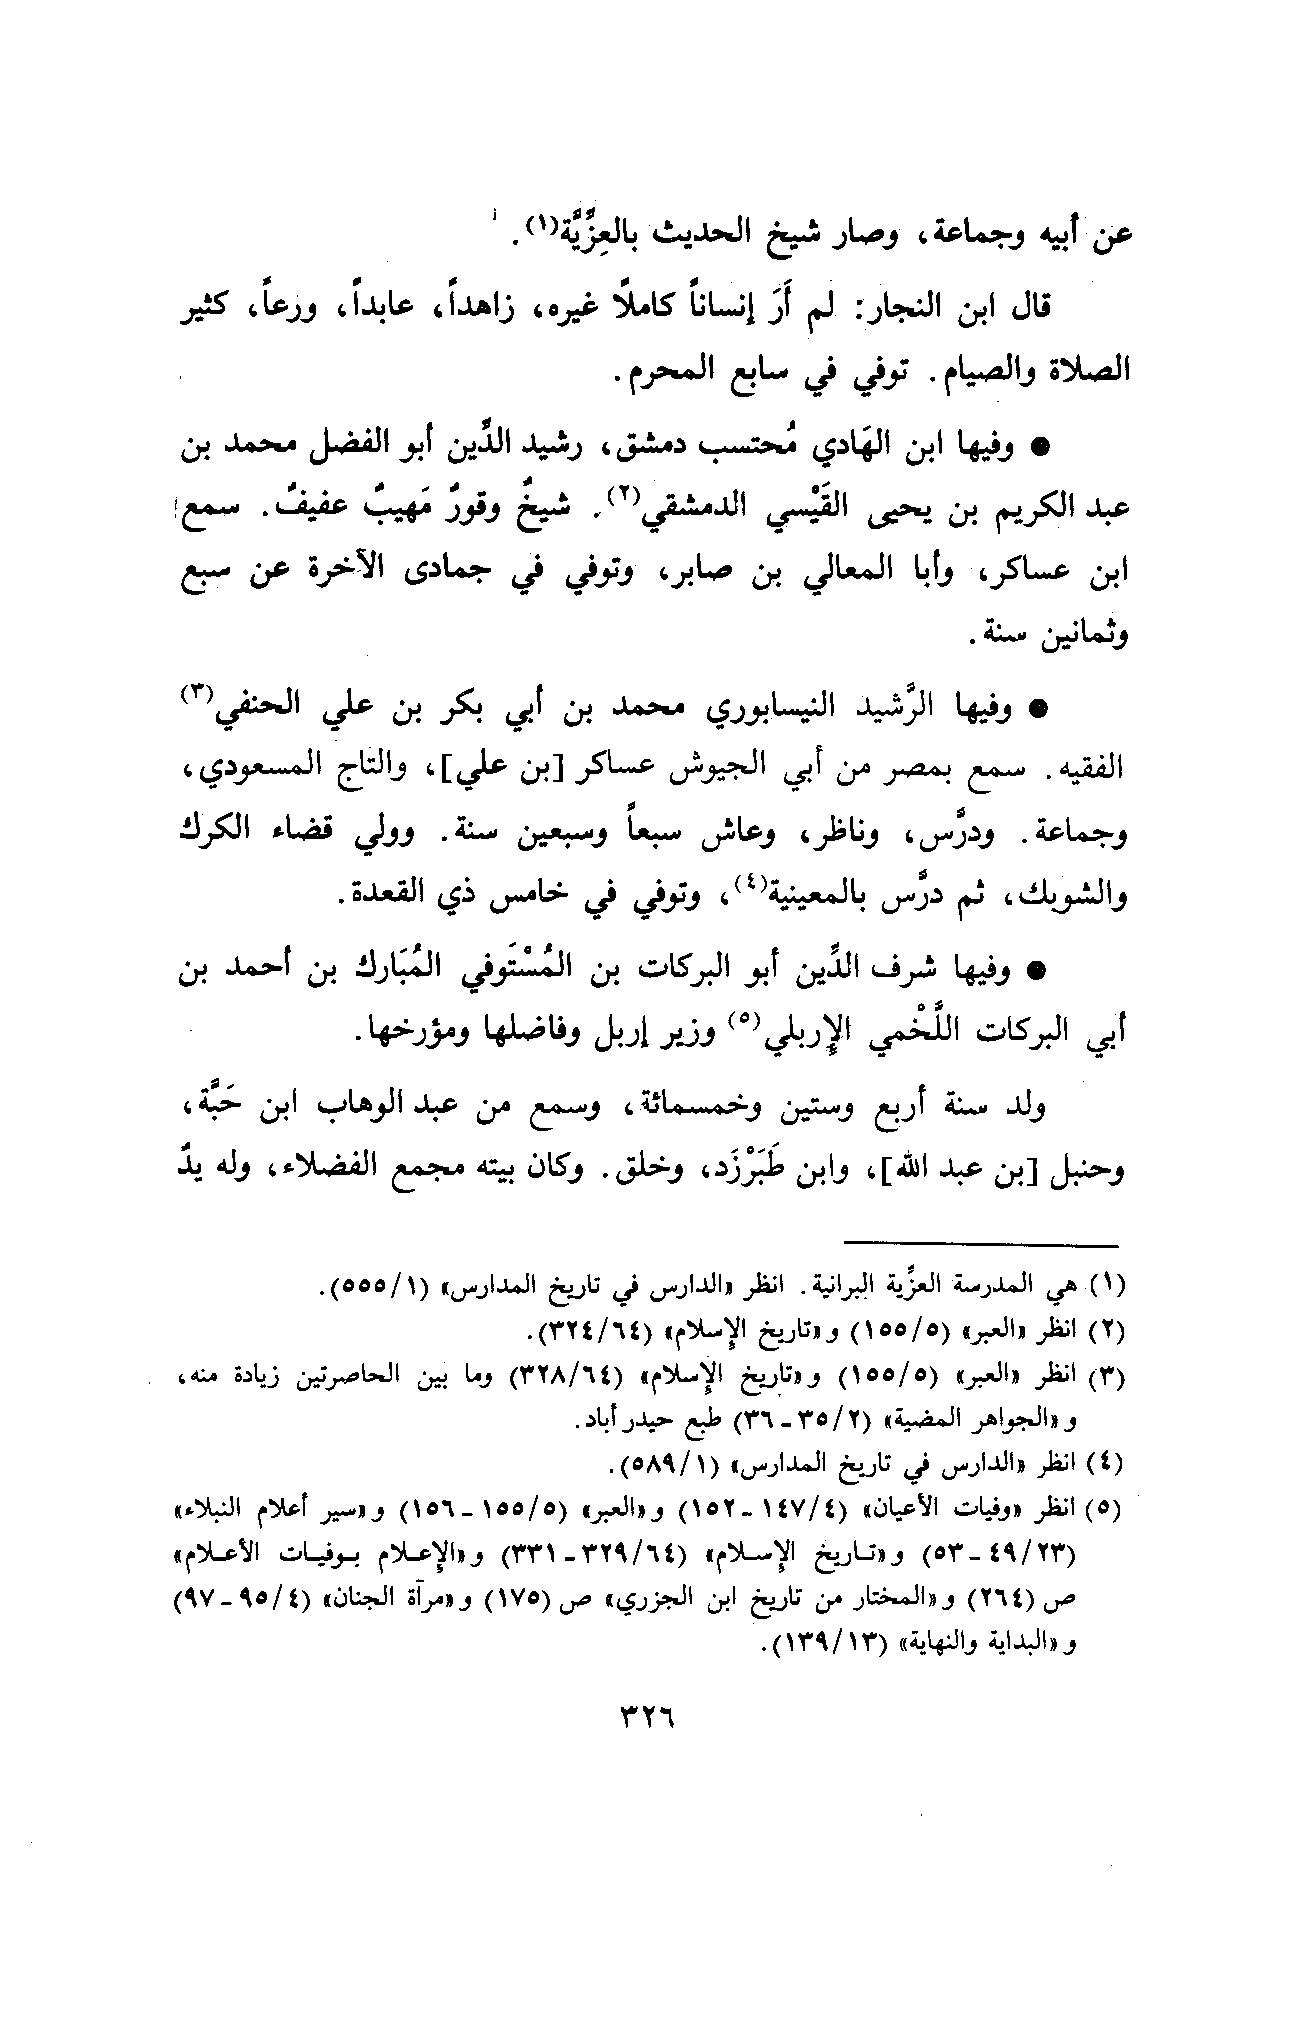 عن أبيه وجماعة، وصار شيخ الحديث بالعِزِّيَّة(١).
قال ابن النجار: لم أَرَ إنساناً كاملاً غيره، زاهداً، عابداً، ورعاً، كثير
الصلاة والصيام. توفي في سابع المحرم.
● وفيها ابن الهَادي مُحتسب دمشق، رشيد الدِّين أبو الفضل محمد بن
عبد الكريم بن يحيى القَيْسي الدمشقي(٢). شيخٌ وقورٌ مَهيبٌ عفيفٌ. سمع
ابن عساكر، وأبا المعالي بن صابر، وتوفي في جمادى الآخرة عن سبع
وثمانين سنة.
● وفيها الرَّشيد النيسابوري محمد بن أبي بكر بن علي الحنفي(٣)
الفقيه. سمع بمصر من أبي الجيوش عساكر [بن علي]، والتاج المسعودي،
وجماعة. ودرَّس، وناظر، وعاش سبعاً وسبعين سنة. وولي قضاء الكرك
والشوبك، ثم درَّس بالمعينية(٤)، وتوفي في خامس ذي القعدة.
● وفيها شرف الدِّين أبو البركات بن المُسْتَوفي المُبَارك بن أحمد بن
أبي البركات اللَّخْمي الإِربلي(٥) وزير إربل وفاضلها ومؤرخها.
ولد سنة أربع وستين وخمسمائة، وسمع من عبد الوهاب ابن حَبَّة،
وحنبل [بن عبد الله]، وابن طَبَرْزَد، وخلق. وكان بيته مجمع الفضلاء، وله يدٌ
(١) هي المدرسة العزِّية البرانية. انظر «الدارس في تاريخ المدارس» (١/٥٥٥).
(٢) انظر «العبر» (٥/١٥٥) و«تاريخ الإسلام» (٦٤/٣٢٤).
(٣) انظر «العبر» (٥/١٥٥) و«تاريخ الإسلام» (٦٤/٣٢٨) وما بين الحاصرتين زيادة منه،
و«الجواهر المضية» (٢/٣٥-٣٦) طبع حيدر أباد.
(٤) انظر «الدارس في تاريخ المدارس» (١/٥٨٩).
(٥) انظر «وفيات الأعيان» (٤/١٤٧-١٥٢) و«العبر» (٥/١٥٥-١٥٦) و«سير أعلام النبلاء»
(٢٣/٤٩-٥٣) و«تاريخ الإسلام» (٦٤/٣٢٩-٣٣١) و«الإعلام بوفيات الأعلام»
ص (٢٦٤) و«المختار من تاريخ ابن الجزري» ص (١٧٥) و«مرآة الجنان» (٤/٩٥-٩٧)
و«البداية والنهاية» (١٣/١٣٩).
٣٢٦